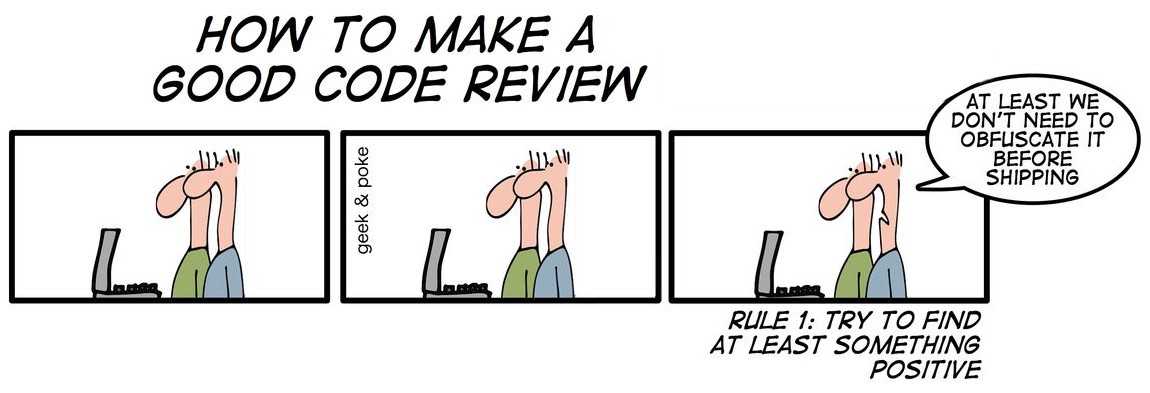 HOW TO MAKE A
GOOD CODE REVIEW
geek & poke
AT LEAST WE
DON'T NEED TO
OBFUSCATE IT
BEFORE
SHIPPING
RULE 1: TRY TO FIND
AT LEAST SOMETHING
POSITIVE